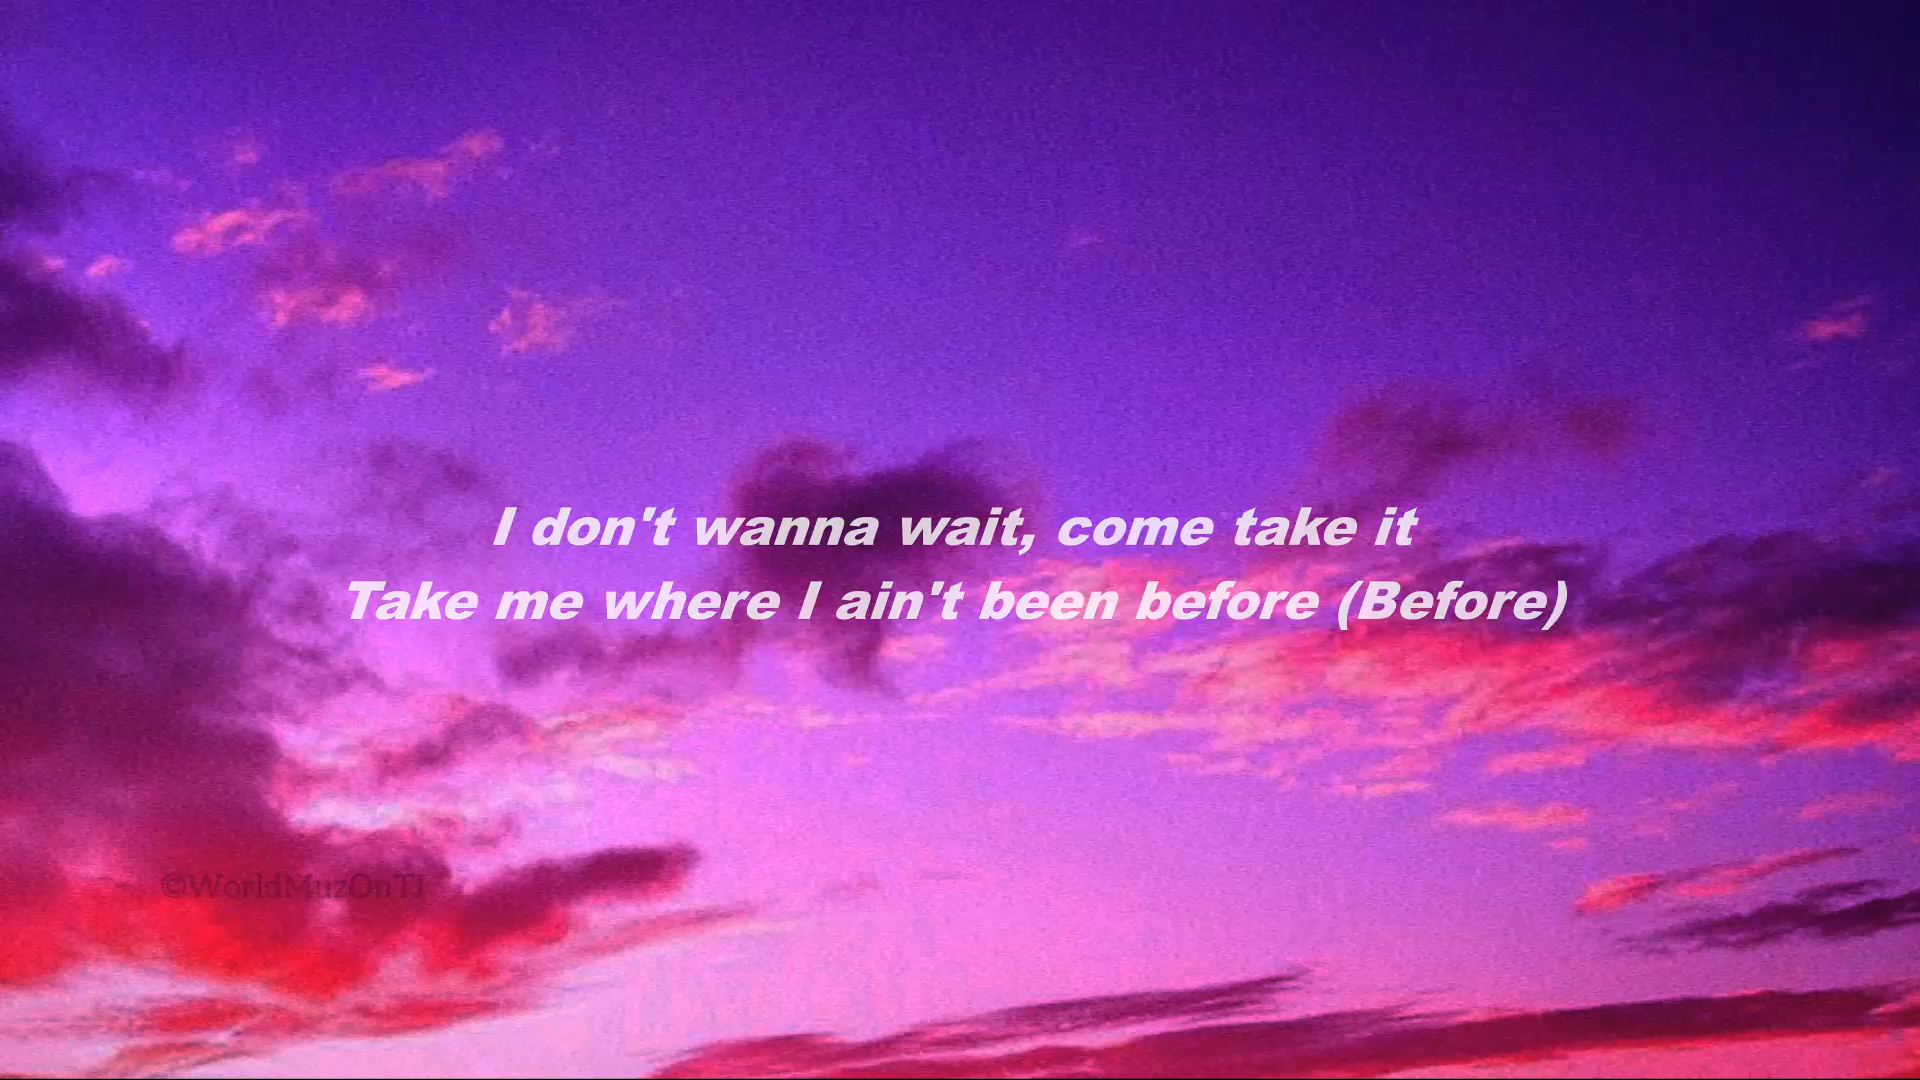 I don't wanna wait, come take it
Take me where I ain't been before (Before)
©WorldMuzOnTJ